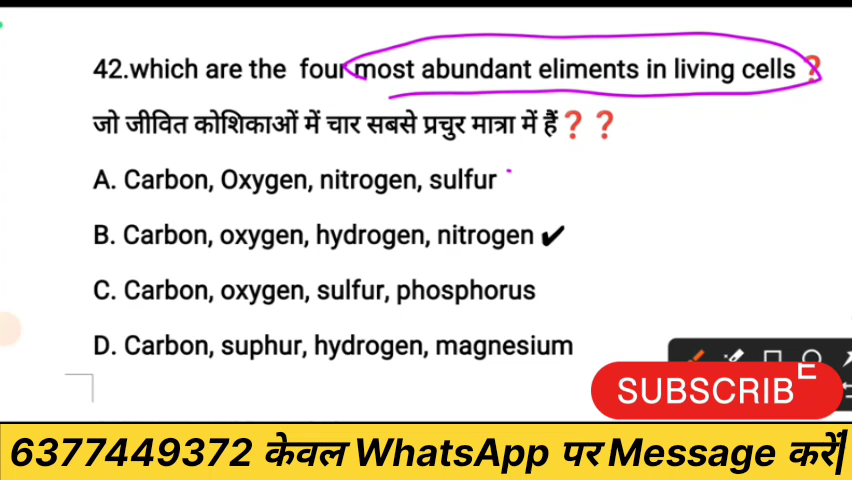 42.which are the four most abundant eliments in living cells ❓
जो जीवित कोशिकाओं में चार सबसे प्रचुर मात्रा में हैं❓❓
A. Carbon, Oxygen, nitrogen, sulfur
B. Carbon, oxygen, hydrogen, nitrogen ✔
C. Carbon, oxygen, sulfur, phosphorus
D. Carbon, suphur, hydrogen, magnesium
SUBSCRIBE
6377449372 केवल WhatsApp पर Message करें|